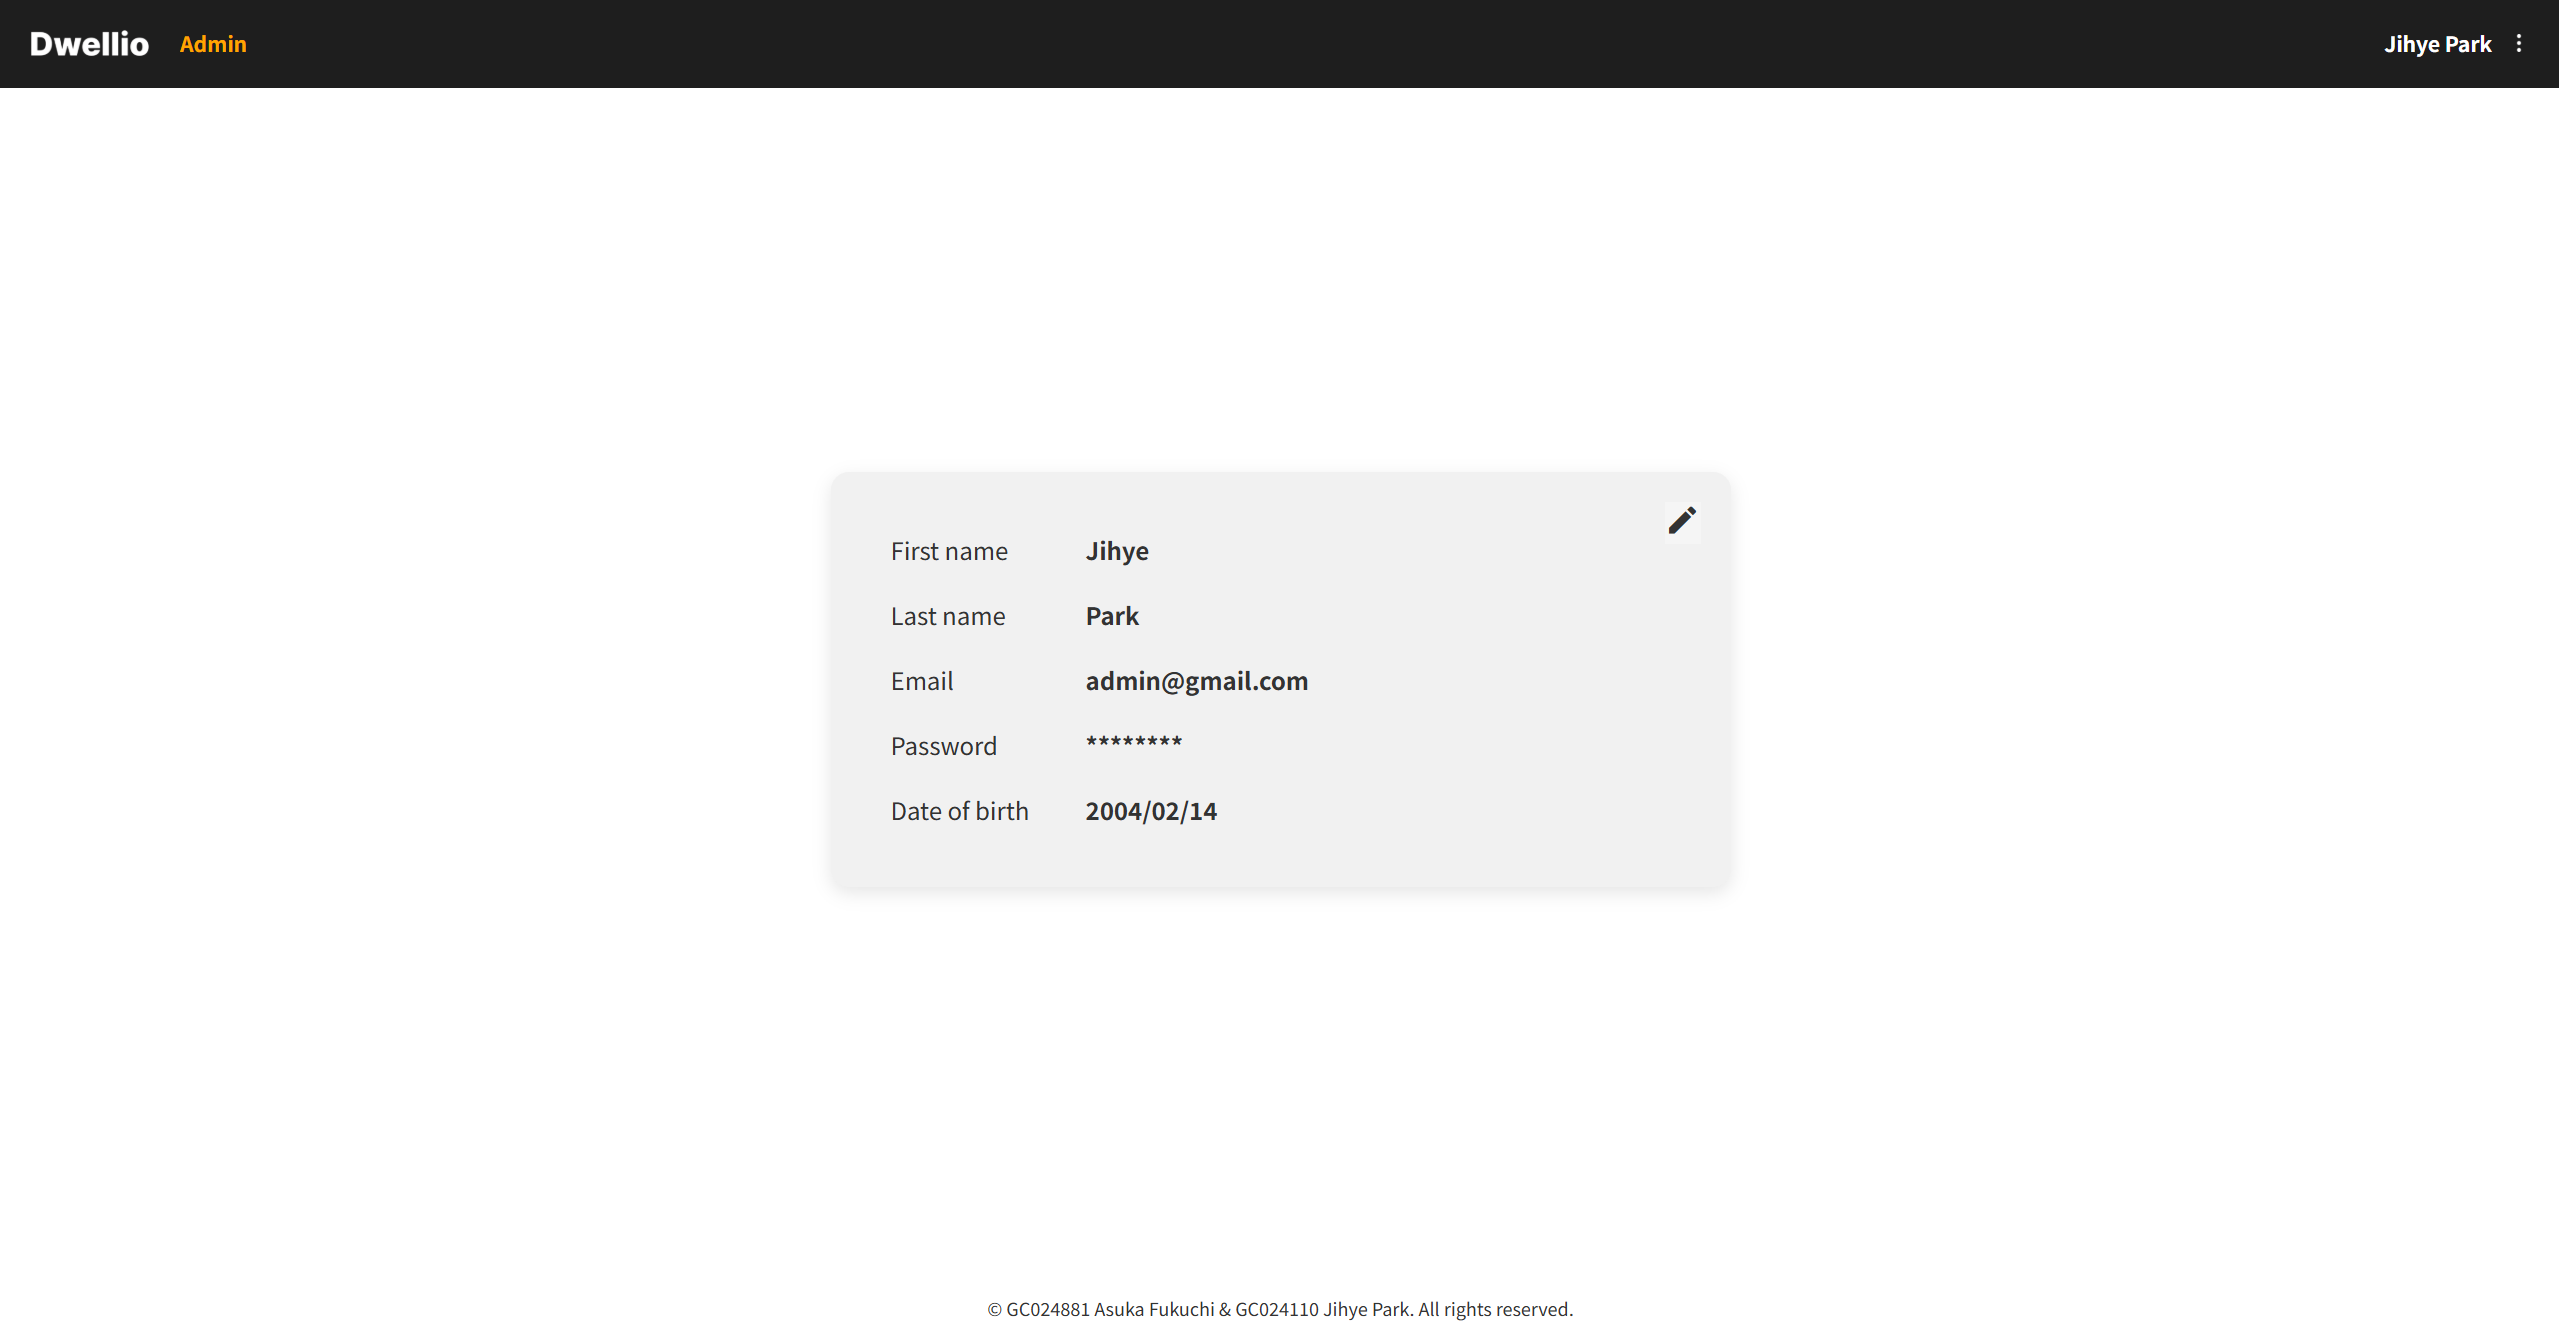 Dwellio Admin Jihye Park
First name Jihye
Last name Park
Email admin@gmail.com
Password ********
Date of birth 2004/02/14
© GC024881 Asuka Fukuchi & GC024110 Jihye Park. All rights reserved.